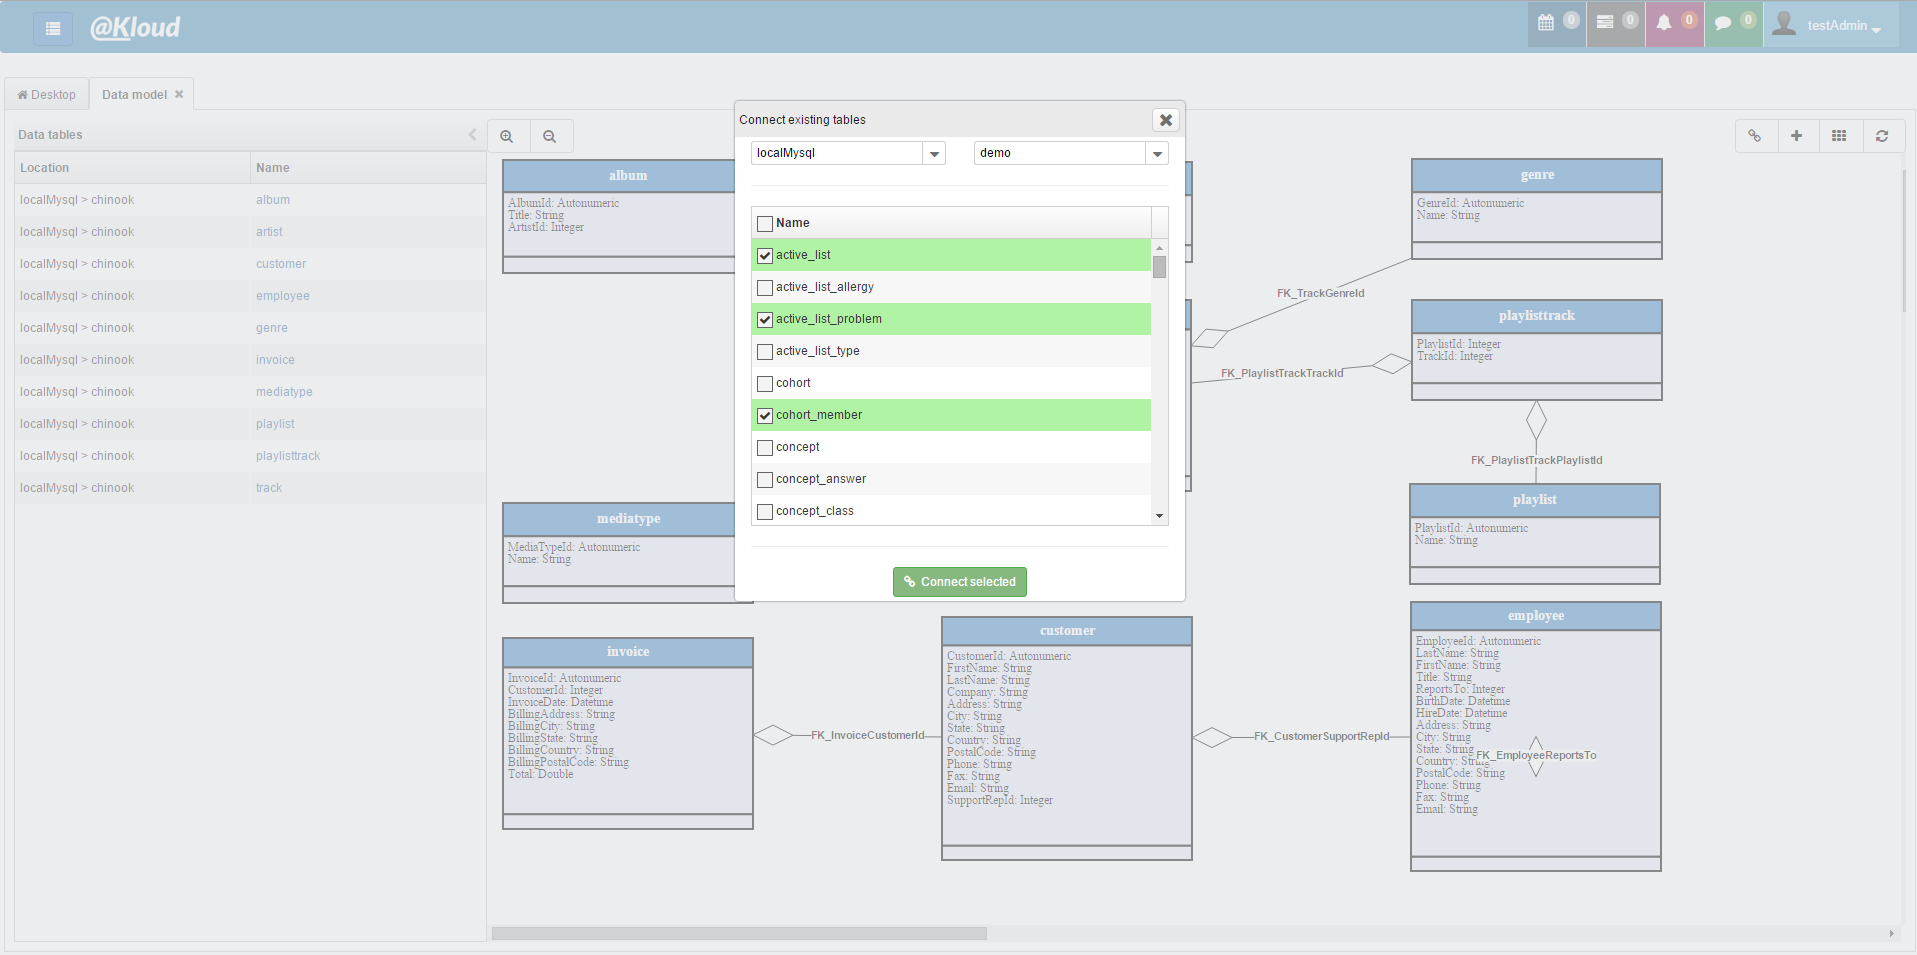 @Kloud
0
0
0
0
testAdmin
Desktop
Data model
Data tables
Location Name
localMysql > chinook album
localMysql > chinook artist
localMysql > chinook customer
localMysql > chinook employee
localMysql > chinook genre
localMysql > chinook invoice
localMysql > chinook mediatype
localMysql > chinook playlist
localMysql > chinook playlisttrack
localMysql > chinook track
Connect existing tables
localMysql
demo
Name
active_list
active_list_allergy
active_list_problem
active_list_type
cohort
cohort_member
concept
concept_answer
concept_class
Connect selected
album
AlbumId: Autonumeric
Title: String
ArtistId: Integer
genre
GenreId: Autonumeric
Name: String
FK_TrackGenreId
playlisttrack
PlaylistId: Integer
TrackId: Integer
FK_PlaylistTrackTrackId
FK_PlaylistTrackPlaylistId
playlist
PlaylistId: Autonumeric
Name: String
mediatype
MediaTypeId: Autonumeric
Name: String
invoice
InvoiceId: Autonumeric
CustomerId: Integer
InvoiceDate: Datetime
BillingAddress: String
BillingCity: String
BillingState: String
BillingCountry: String
BillingPostalCode: String
Total: Double
FK_InvoiceCustomerId
customer
CustomerId: Autonumeric
FirstName: String
LastName: String
Company: String
Address: String
City: String
State: String
Country: String
PostalCode: String
Phone: String
Fax: String
Email: String
SupportRepId: Integer
FK_CustomerSupportRepId
employee
EmployeeId: Autonumeric
LastName: String
FirstName: String
Title: String
ReportsTo: Integer
BirthDate: Datetime
HireDate: Datetime
Address: String
City: String
State: String
Country: String
PostalCode: String
Phone: String
Fax: String
Email: String
FK_EmployeeReportsTo